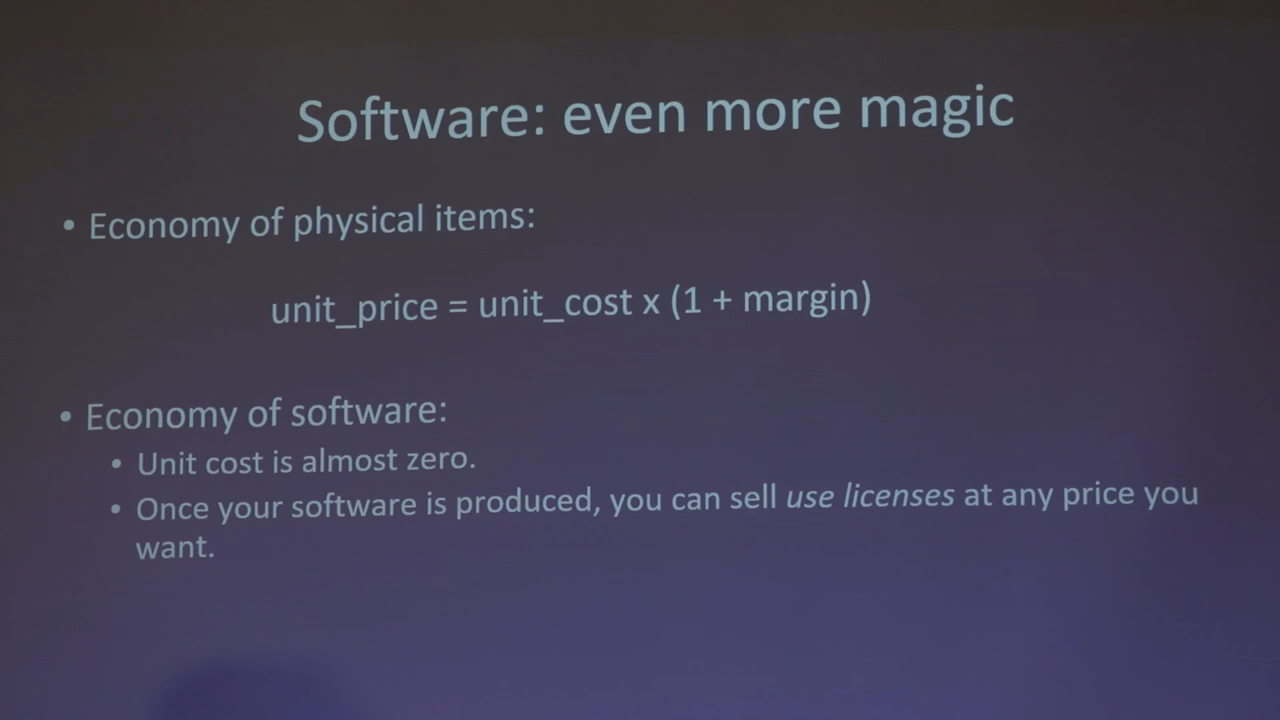 Software: even more magic
• Economy of physical items:
unit_price = unit_cost x (1 + margin)
• Economy of software:
• Unit cost is almost zero.
• Once your software is produced, you can sell use licenses at any price you
want.